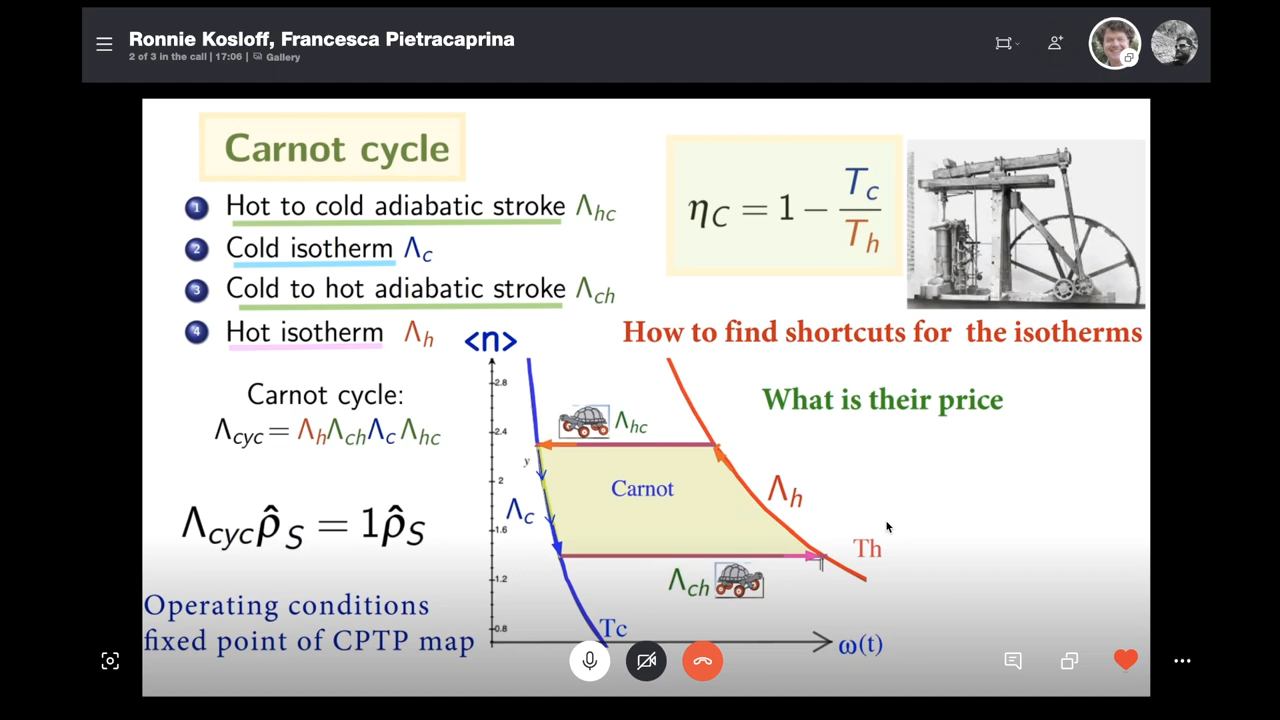 Ronnie Kosloff, Francesca Pietracaprina
2 of 3 in the call | 17:06 | Gallery
Carnot cycle
1 Hot to cold adiabatic stroke Λhc
2 Cold isotherm Λc
3 Cold to hot adiabatic stroke Λch
4 Hot isotherm Λh
ηC = 1 − Tc/Th
How to find shortcuts for the isotherms
What is their price
Carnot cycle:
Λcyc = ΛhΛchΛcΛhc
Λcycρ̂S = 1ρ̂S
Operating conditions
fixed point of CPTP map
<n>
2.8
2.4
y
2
1.6
1.2
0.8
Λhc
Carnot
Λh
Λc
Th
Λch
Tc
ω(t)